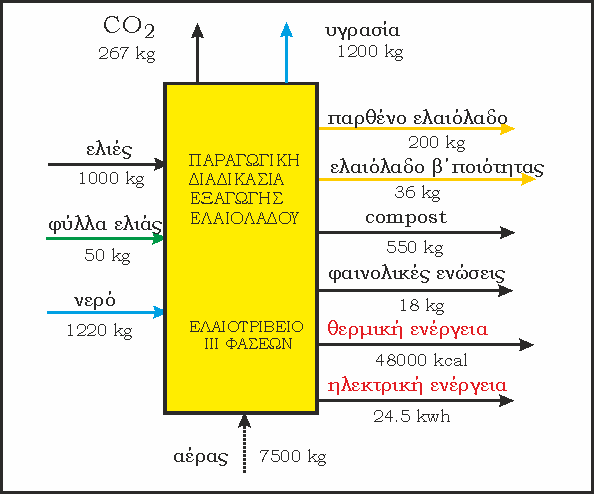 CO2
267 kg
υγρασία
1200 kg
ελιές
1000 kg
φύλλα ελιάς
50 kg
νερό
1220 kg
ΠΑΡΑΓΩΓΙΚΗ
ΔΙΑΔΙΚΑΣΙΑ
ΕΞΑΓΩΓΗΣ
ΕΛΑΙΟΛΑΔΟΥ
ΕΛΑΙΟΤΡΙΒΕΙΟ
ΙΙΙ ΦΑΣΕΩΝ
παρθένο ελαιόλαδο
200 kg
ελαιόλαδο β΄ποιότητας
36 kg
compost
550 kg
φαινολικές ενώσεις
18 kg
θερμική ενέργεια
48000 kcal
ηλεκτρική ενέργεια
24.5 kwh
αέρας
7500 kg